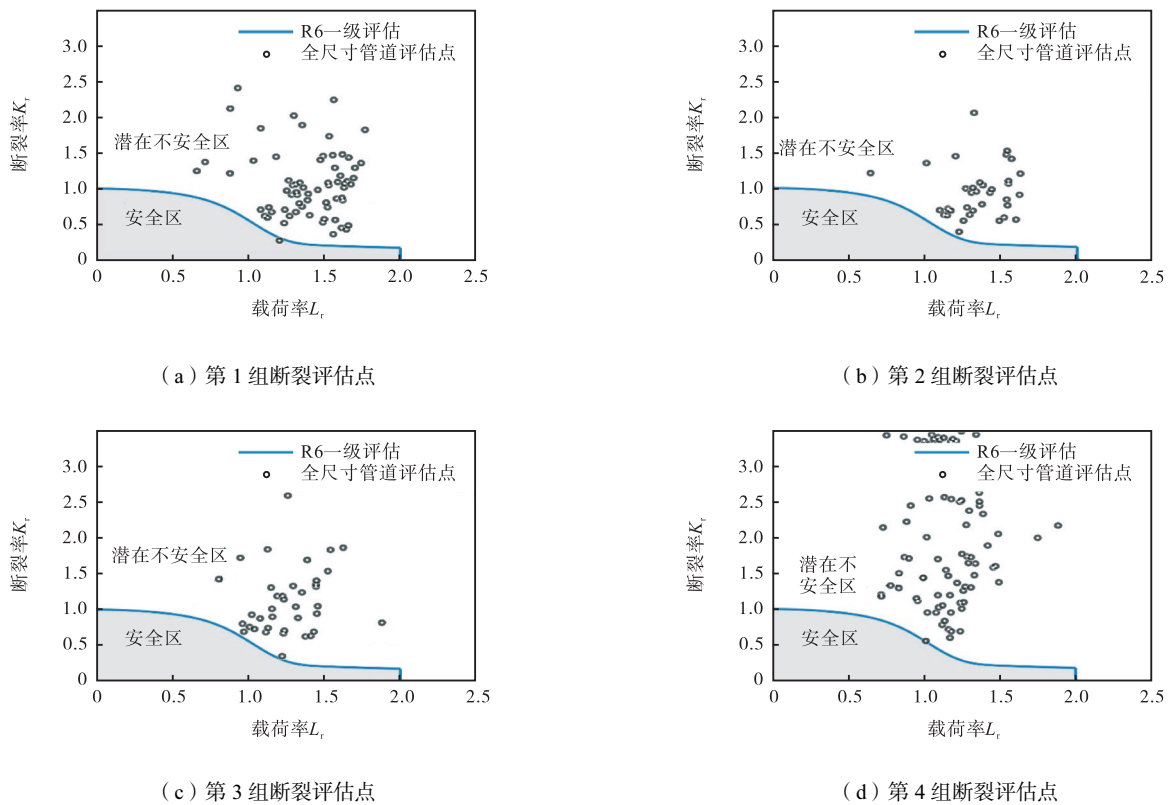 R6一级评估
全尺寸管道评估点
3.0
2.5
2.0
1.5
1.0
0.5
0
断裂率Kr
潜在不安全区
安全区
0
0.5
1.0
1.5
2.0
2.5
载荷率Lr
（a）第 1 组断裂评估点
R6一级评估
全尺寸管道评估点
3.0
2.5
2.0
1.5
1.0
0.5
0
断裂率Kr
潜在不安全区
安全区
0
0.5
1.0
1.5
2.0
2.5
载荷率Lr
（b）第 2 组断裂评估点
R6一级评估
全尺寸管道评估点
3.0
2.5
2.0
1.5
1.0
0.5
0
断裂率Kr
潜在不安全区
安全区
0
0.5
1.0
1.5
2.0
2.5
载荷率Lr
（c）第 3 组断裂评估点
R6一级评估
全尺寸管道评估点
3.0
2.5
2.0
1.5
1.0
0.5
0
断裂率Kr
潜在不
安全区
安全区
0
0.5
1.0
1.5
2.0
2.5
载荷率Lr
（d）第 4 组断裂评估点